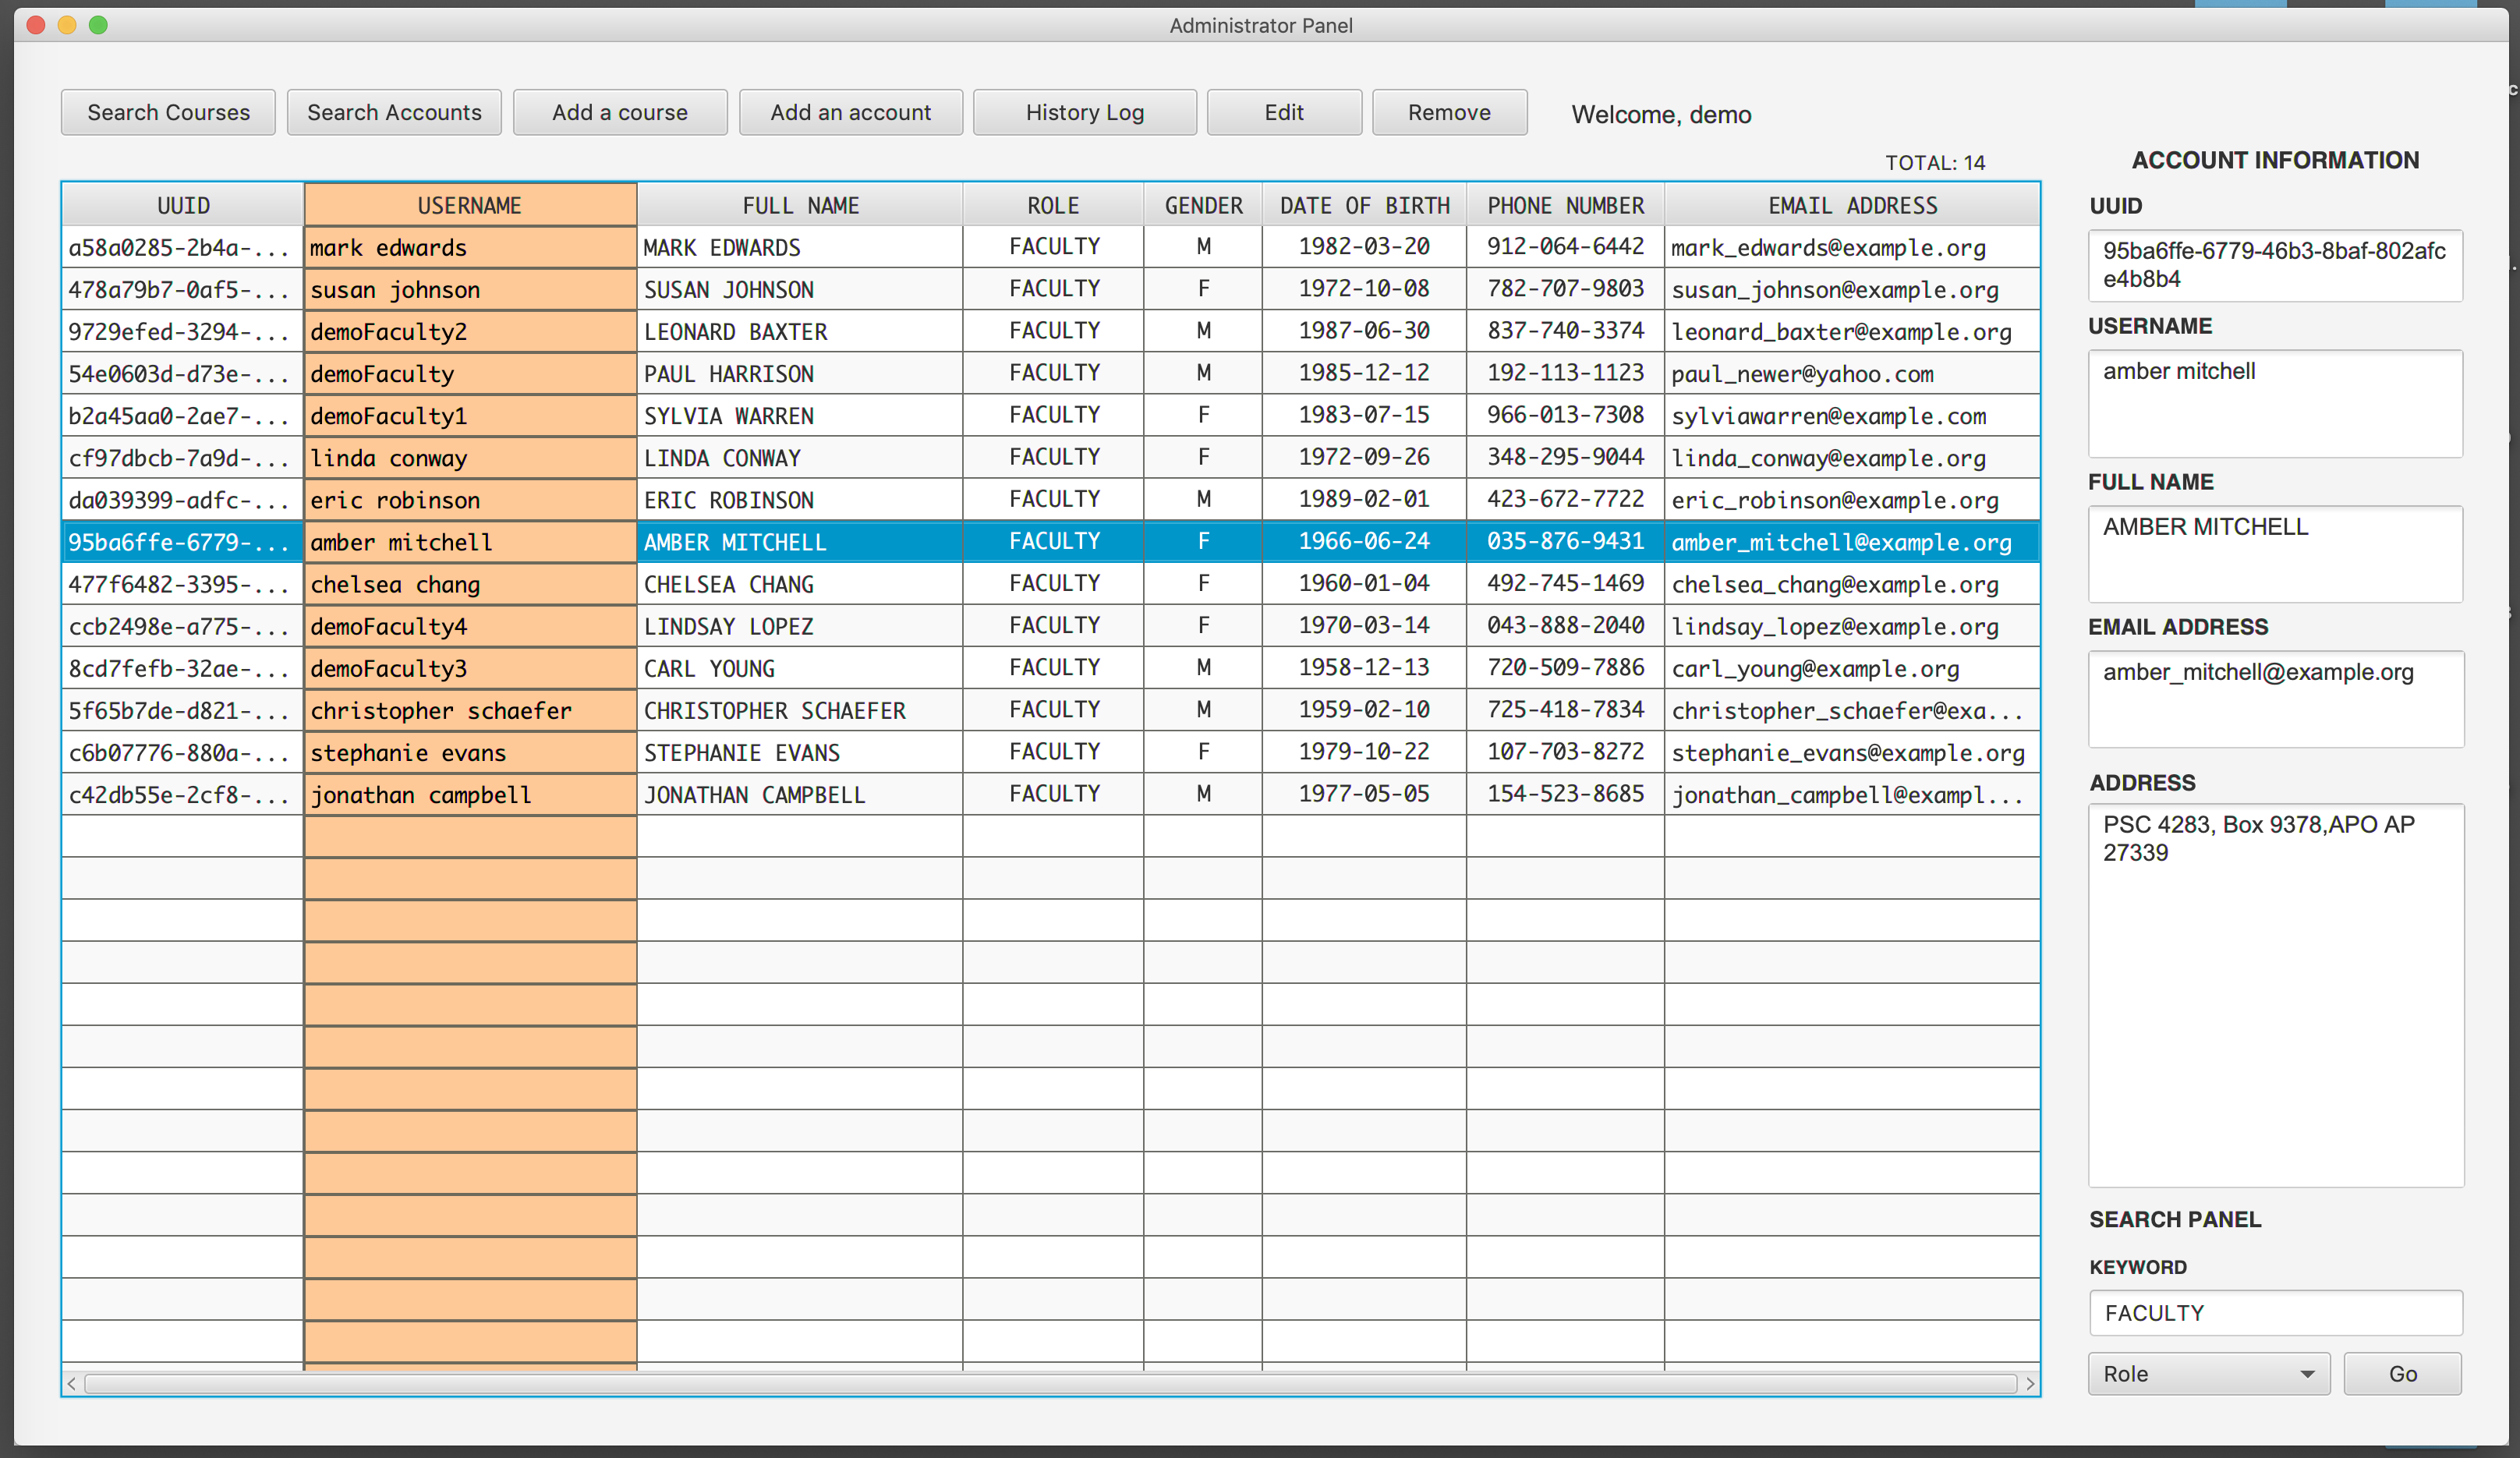 Administrator Panel
Search Courses Search Accounts Add a course Add an account History Log Edit Remove Welcome, demo
TOTAL: 14
UUID USERNAME FULL NAME ROLE GENDER DATE OF BIRTH PHONE NUMBER EMAIL ADDRESS
a58a0285-2b4a-... mark edwards MARK EDWARDS FACULTY M 1982-03-20 912-064-6442 mark_edwards@example.org
478a79b7-0af5-... susan johnson SUSAN JOHNSON FACULTY F 1972-10-08 782-707-9803 susan_johnson@example.org
9729efed-3294-... demoFaculty2 LEONARD BAXTER FACULTY M 1987-06-30 837-740-3374 leonard_baxter@example.org
54e0603d-d73e-... demoFaculty PAUL HARRISON FACULTY M 1985-12-12 192-113-1123 paul_newer@yahoo.com
b2a45aa0-2ae7-... demoFaculty1 SYLVIA WARREN FACULTY F 1983-07-15 966-013-7308 sylviawarren@example.com
cf97dbcb-7a9d-... linda conway LINDA CONWAY FACULTY F 1972-09-26 348-295-9044 linda_conway@example.org
da039399-adfc-... eric robinson ERIC ROBINSON FACULTY M 1989-02-01 423-672-7722 eric_robinson@example.org
95ba6ffe-6779-... amber mitchell AMBER MITCHELL FACULTY F 1966-06-24 035-876-9431 amber_mitchell@example.org
477f6482-3395-... chelsea chang CHELSEA CHANG FACULTY F 1960-01-04 492-745-1469 chelsea_chang@example.org
ccb2498e-a775-... demoFaculty4 LINDSAY LOPEZ FACULTY F 1970-03-14 043-888-2040 lindsay_lopez@example.org
8cd7fefb-32ae-... demoFaculty3 CARL YOUNG FACULTY M 1958-12-13 720-509-7886 carl_young@example.org
5f65b7de-d821-... christopher schaefer CHRISTOPHER SCHAEFER FACULTY M 1959-02-10 725-418-7834 christopher_schaefer@exa...
c6b07776-880a-... stephanie evans STEPHANIE EVANS FACULTY F 1979-10-22 107-703-8272 stephanie_evans@example.org
c42db55e-2cf8-... jonathan campbell JONATHAN CAMPBELL FACULTY M 1977-05-05 154-523-8685 jonathan_campbell@exampl...
ACCOUNT INFORMATION
UUID
95ba6ffe-6779-46b3-8baf-802afc
e4b8b4
USERNAME
amber mitchell
FULL NAME
AMBER MITCHELL
EMAIL ADDRESS
amber_mitchell@example.org
ADDRESS
PSC 4283, Box 9378,APO AP
27339
SEARCH PANEL
KEYWORD
FACULTY
Role Go